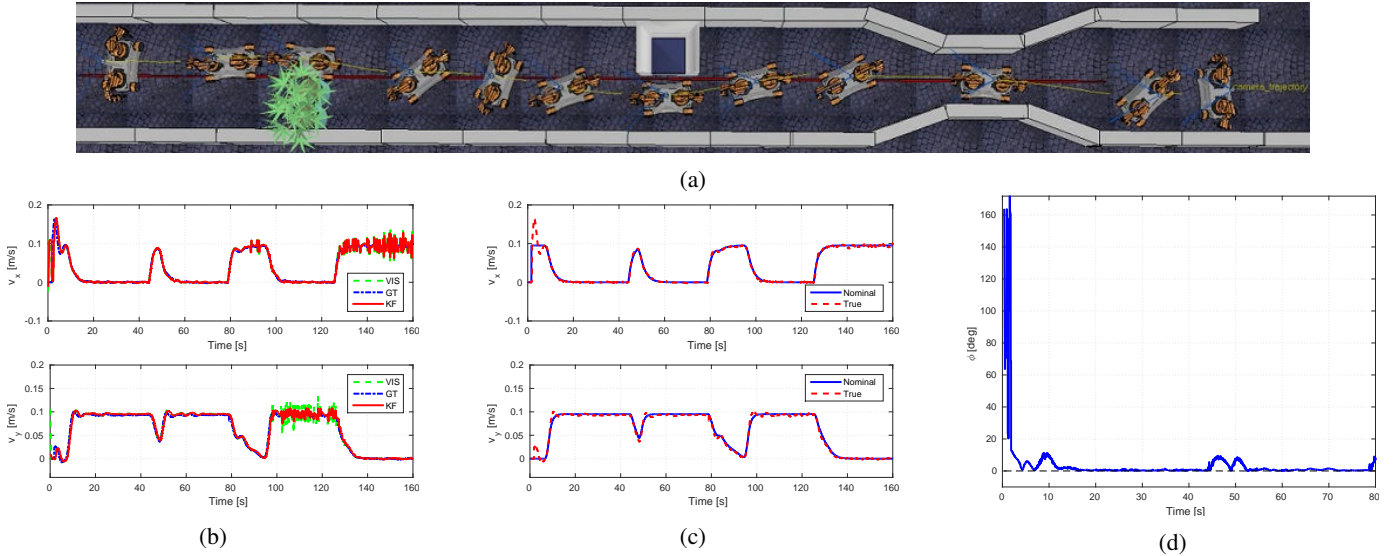 camera_trajectory
(a)
0.2
0.1
0
-0.1
v_x [m/s]
VIS
GT
KF
0 20 40 60 80 100 120 140 160
Time [s]
0.2
0.15
0.1
0.05
0
v_y [m/s]
VIS
GT
KF
0 20 40 60 80 100 120 140 160
Time [s]
(b)
0.2
0.1
0
-0.1
v_x [m/s]
Nominal
True
0 20 40 60 80 100 120 140 160
Time [s]
0.2
0.15
0.1
0.05
0
v_y [m/s]
Nominal
True
0 20 40 60 80 100 120 140 160
Time [s]
(c)
160
140
120
100
80
60
40
20
0
ϕ [deg]
0 10 20 30 40 50 60 70 80
Time [s]
(d)